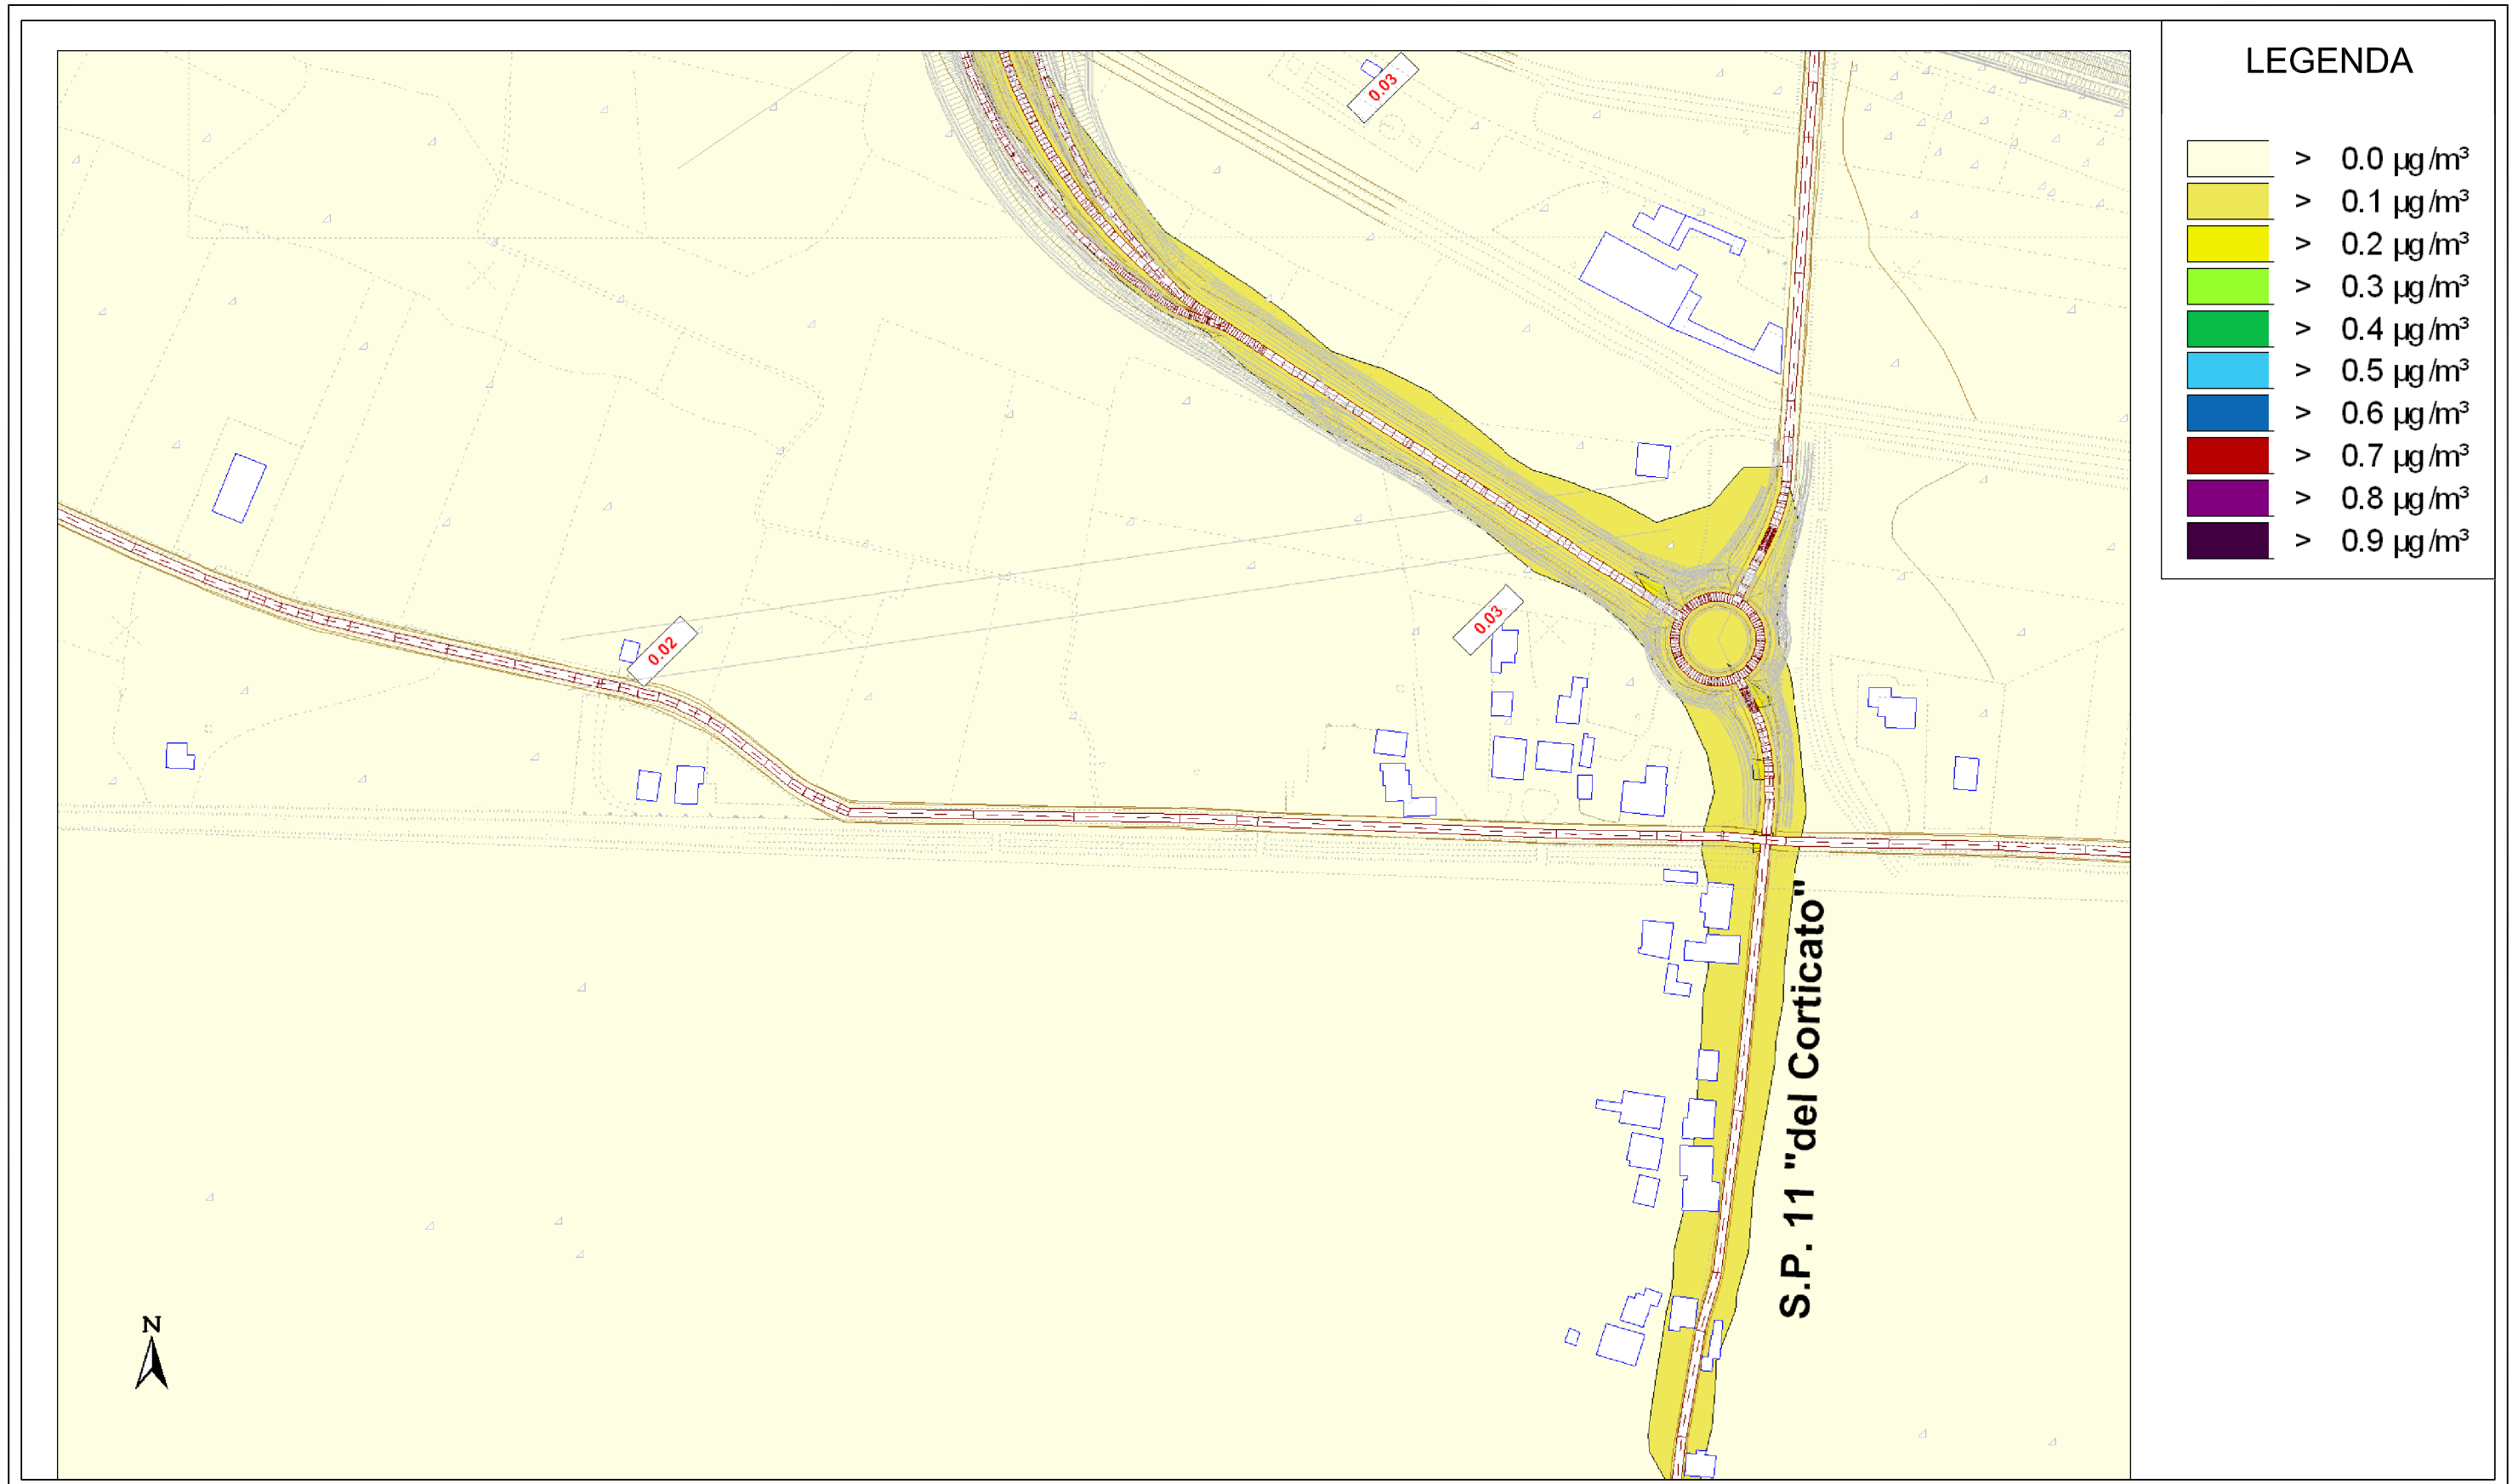 LEGENDA
> 0.0 µg/m³
> 0.1 µg/m³
> 0.2 µg/m³
> 0.3 µg/m³
> 0.4 µg/m³
> 0.5 µg/m³
> 0.6 µg/m³
> 0.7 µg/m³
> 0.8 µg/m³
> 0.9 µg/m³
0.03
0.03
0.02
S.P. 11 "del Corticato"
N